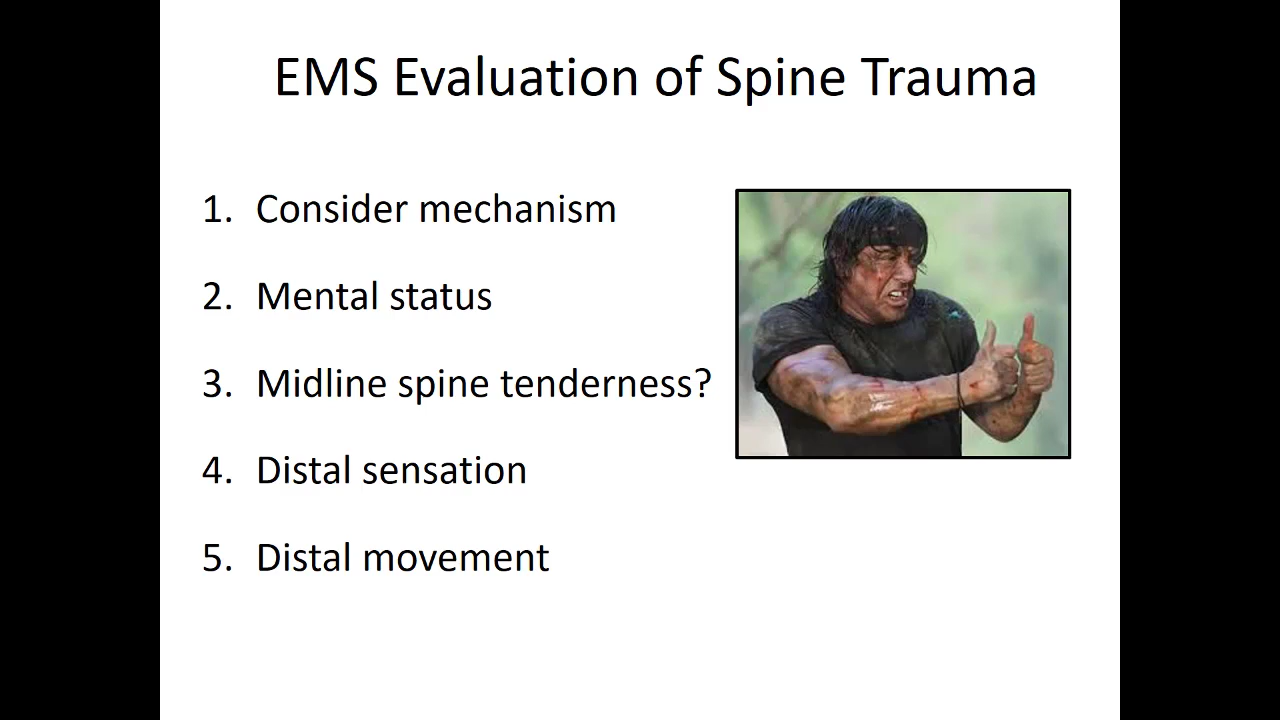 EMS Evaluation of Spine Trauma
1. Consider mechanism
2. Mental status
3. Midline spine tenderness?
4. Distal sensation
5. Distal movement